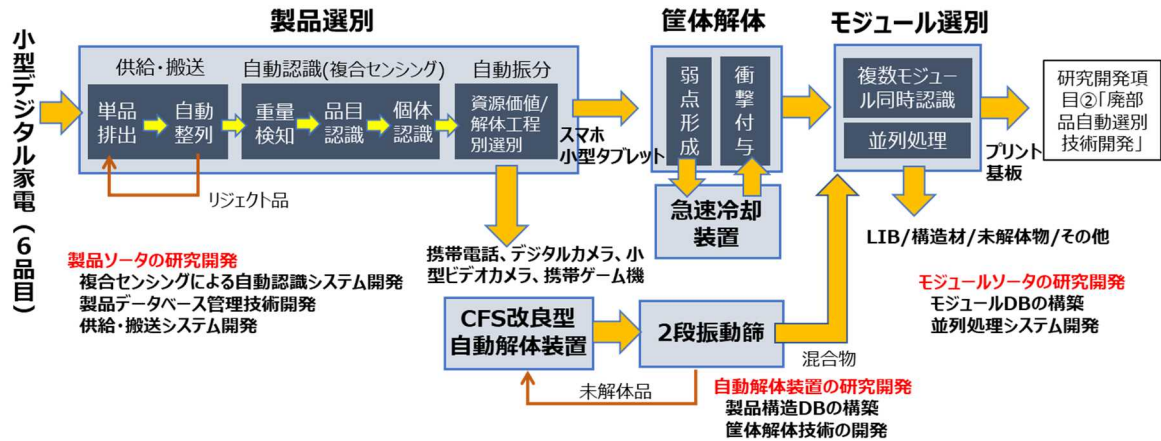 製品選別
筐体解体
モジュール選別
小型デジタル家電(6品目)
供給・搬送
自動認識(複合センシング)
自動振分
単品
排出
自動
整列
重量
検知
品目
認識
個体
認識
資源価値/
解体工程
別選別
リジェクト品
スマホ
小型タブレット
弱点形成
衝撃付与
急速冷却
装置
複数モジュー
ル同時認識
並列処理
プリント
基板
研究開発項
目②「廃部
品自動選別
技術開発」
LIB/構造材/未解体物/その他
携帯電話、デジタルカメラ、小
型ビデオカメラ、携帯ゲーム機
製品ソータの研究開発
複合センシングによる自動認識システム開発
製品データベース管理技術開発
供給・搬送システム開発
モジュールソータの研究開発
モジュールDBの構築
並列処理システム開発
CFS改良型
自動解体装置
2段振動篩
混合物
未解体品
自動解体装置の研究開発
製品構造DBの構築
筐体解体技術の開発